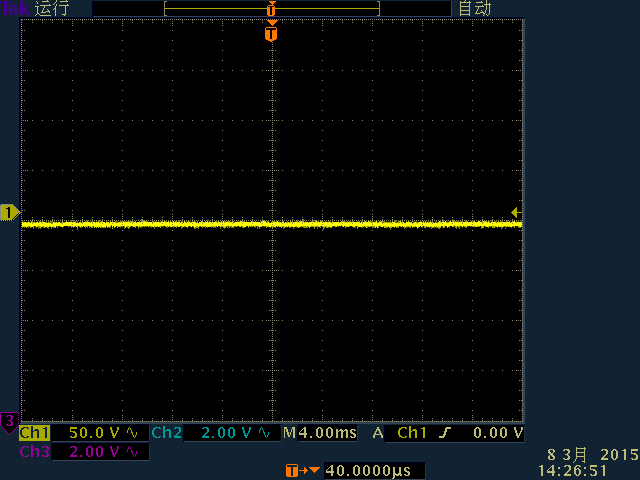 Tek 运行 自动
T
T
1
3
Ch1 50.0 V Ch2 2.00 V M 4.00ms A Ch1 0.00 V
Ch3 2.00 V
8 3月 2015
T 40.0000µs 14:26:51